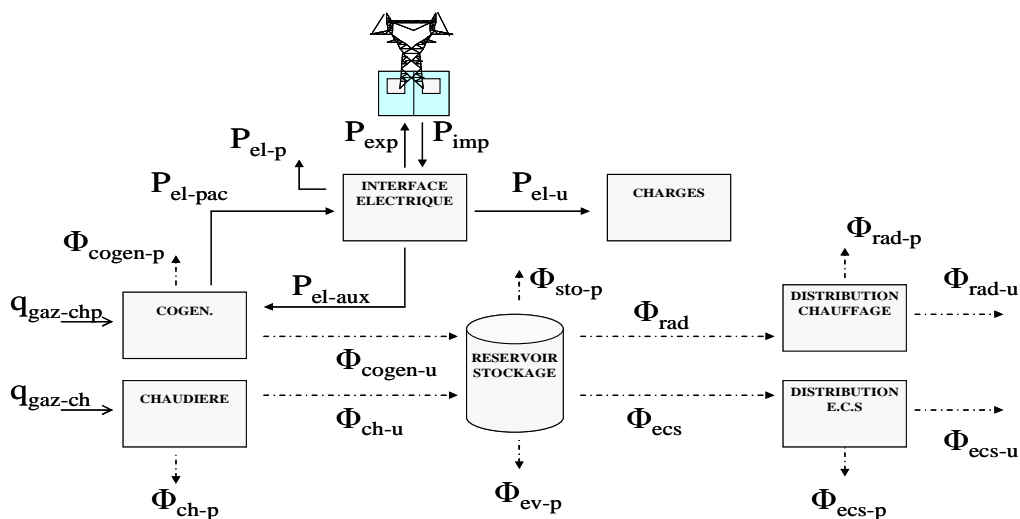 P_exp P_imp
P_el-p
INTERFACE
ELECTRIQUE
P_el-pac
P_el-u
CHARGES
Φ_cogen-p
P_el-aux
Φ_sto-p
Φ_rad-p
q_gaz-chp
COGEN.
Φ_rad
DISTRIBUTION
CHAUFFAGE
Φ_rad-u
Φ_cogen-u
RESERVOIR
STOCKAGE
q_gaz-ch
CHAUDIERE
Φ_ch-u
Φ_ecs
DISTRIBUTION
E.C.S
Φ_ecs-u
Φ_ch-p
Φ_ev-p
Φ_ecs-p